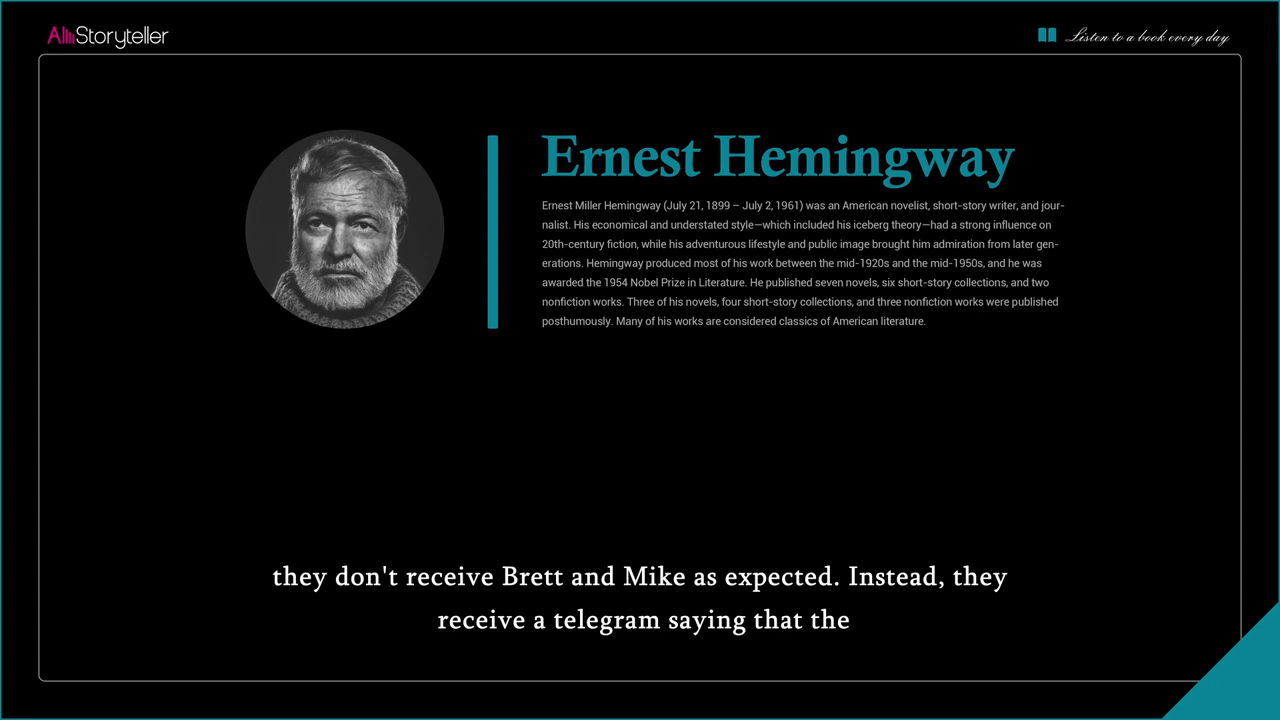 AllStoryteller
Listen to a book every day
Ernest Hemingway
Ernest Miller Hemingway (July 21, 1899 – July 2, 1961) was an American novelist, short-story writer, and jour-
nalist. His economical and understated style—which included his iceberg theory—had a strong influence on
20th-century fiction, while his adventurous lifestyle and public image brought him admiration from later gen-
erations. Hemingway produced most of his work between the mid-1920s and the mid-1950s, and he was
awarded the 1954 Nobel Prize in Literature. He published seven novels, six short-story collections, and two
nonfiction works. Three of his novels, four short-story collections, and three nonfiction works were published
posthumously. Many of his works are considered classics of American literature.
they don't receive Brett and Mike as expected. Instead, they
receive a telegram saying that the